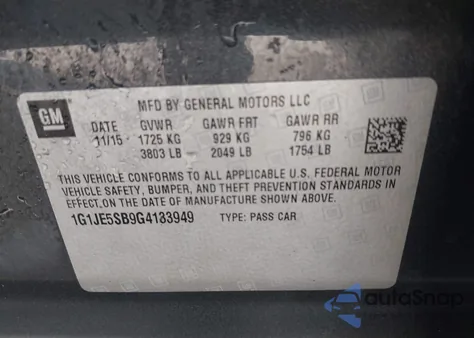 GM
MFD BY GENERAL MOTORS LLC
DATE GVWR GAWR FRT GAWR RR
11/15 1725 KG 929 KG 796 KG
3803 LB 2049 LB 1754 LB
THIS VEHICLE CONFORMS TO ALL APPLICABLE U.S. FEDERAL MOTOR
VEHICLE SAFETY, BUMPER, AND THEFT PREVENTION STANDARDS IN
EFFECT ON THE DATE OF MANUFACTURE SHOWN ABOVE.
1G1JE5SB9G4133949 TYPE: PASS CAR
aulaSnap